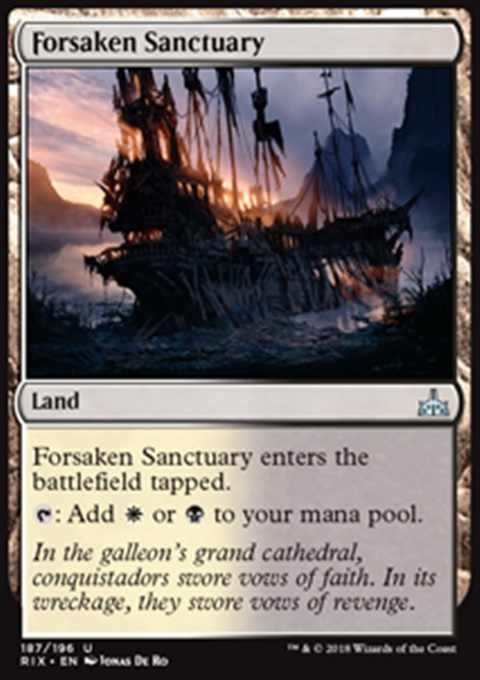 Forsaken Sanctuary
Land
Forsaken Sanctuary enters the
battlefield tapped.
: Add or to your mana pool.
In the galleon's grand cathedral,
conquistadors swore vows of faith. In its
wreckage, they swore vows of revenge.
187/196 U
RIX • EN Jonas De Ro
™ & © 2018 Wizards of the Coast